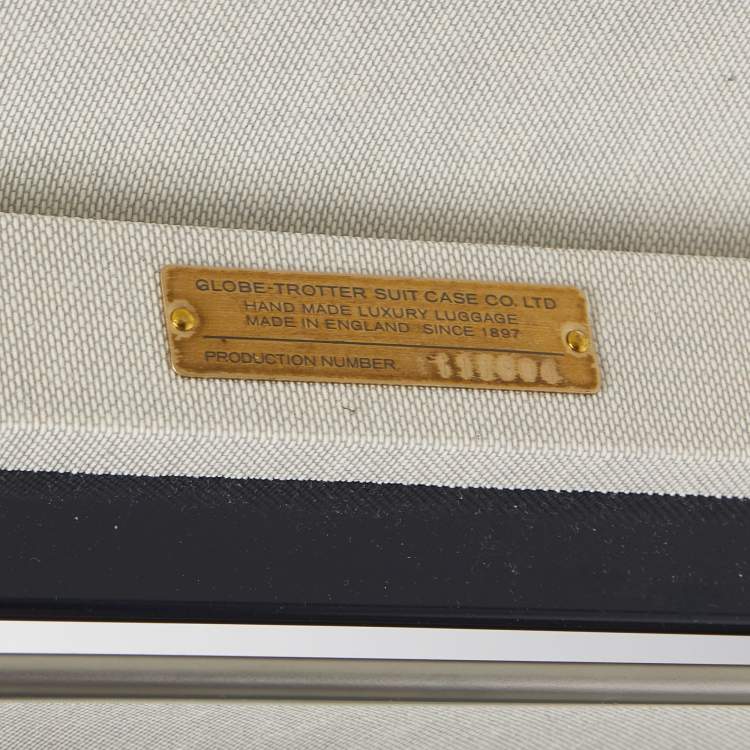 GLOBE-TROTTER SUIT CASE CO. LTD
HAND MADE LUXURY LUGGAGE
MADE IN ENGLAND SINCE 1897
PRODUCTION NUMBER